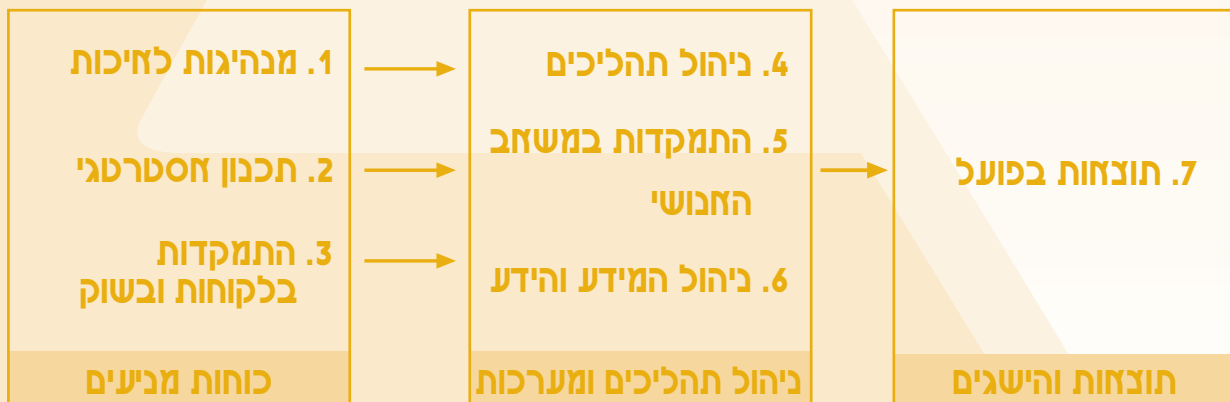 1. מנהיגות לאיכות
2. תכנון אסטרטגי
3. התמקדות
בלקוחות ובשוק
כוחות מניעים
4. ניהול תהליכים
5. התמקדות במשאב
האנושי
6. ניהול המידע והידע
ניהול תהליכים ומערכות
7. תוצאות בפועל
תוצאות והישגים